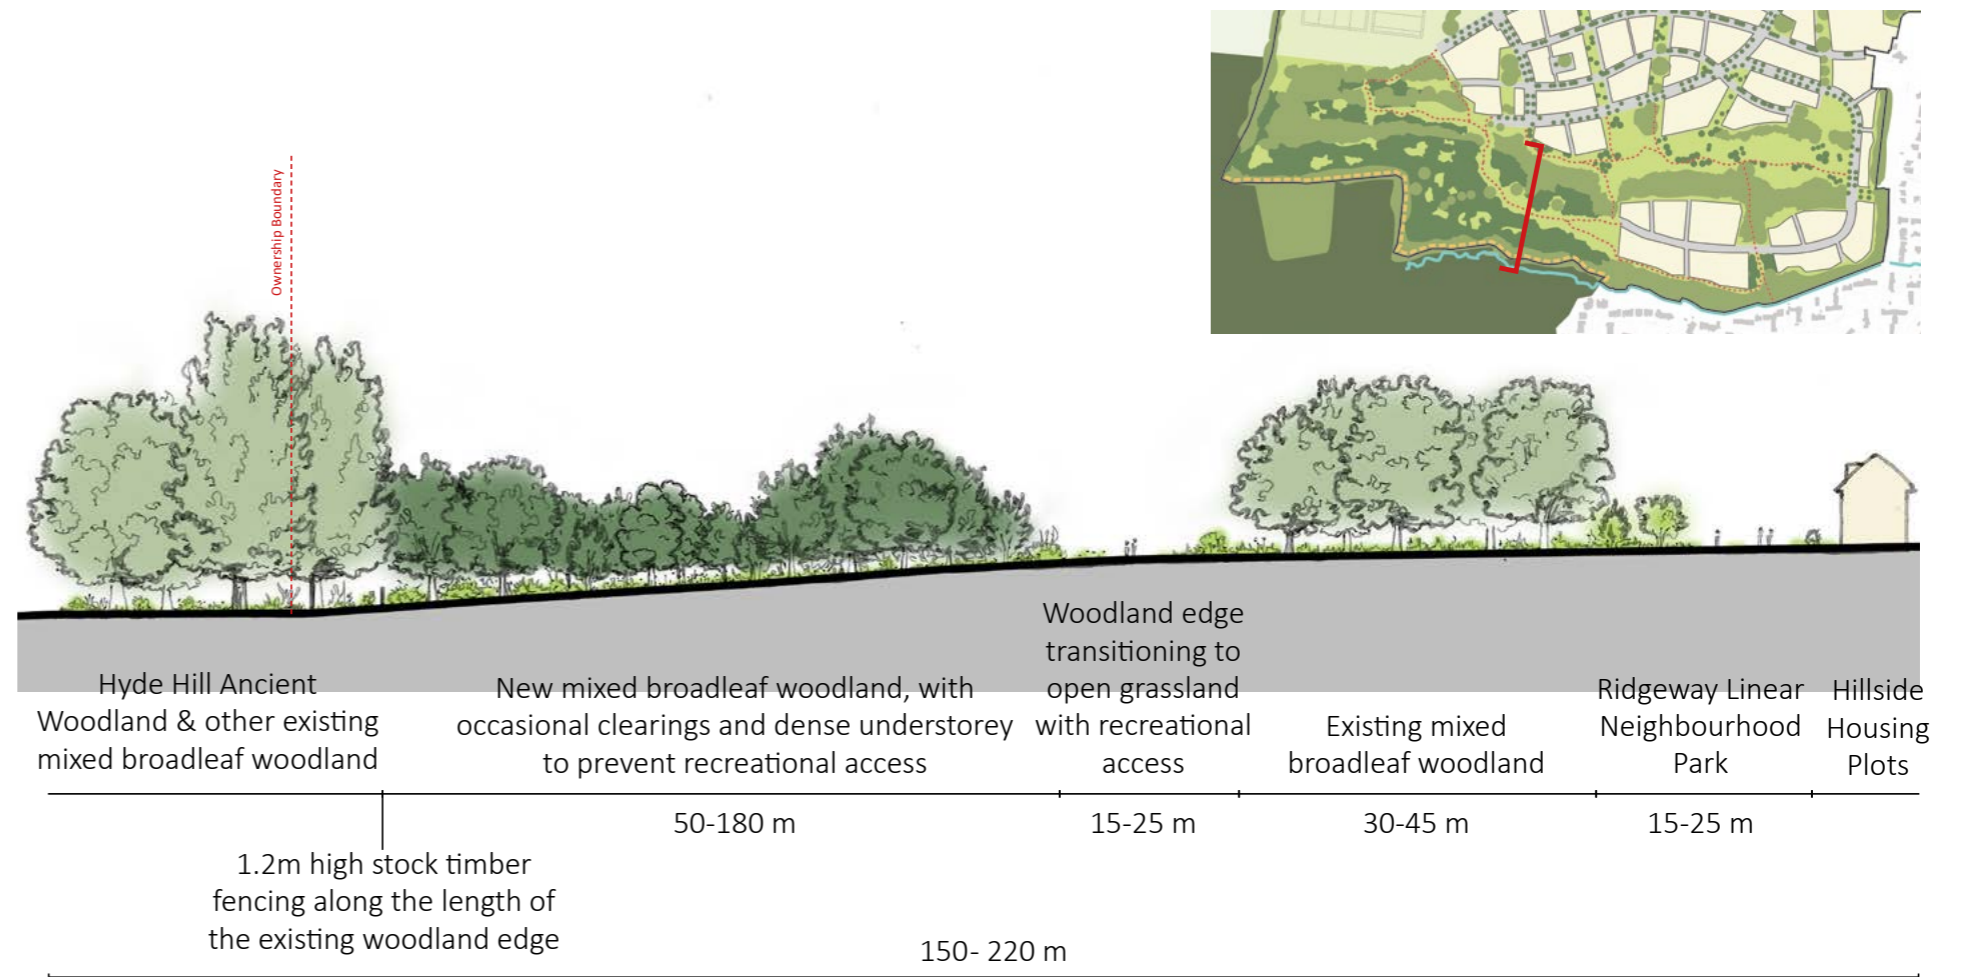 Ownership Boundary
Hyde Hill Ancient
Woodland & other existing
mixed broadleaf woodland
New mixed broadleaf woodland, with
occasional clearings and dense understorey
to prevent recreational access
Woodland edge
transitioning to
open grassland
with recreational
access
Existing mixed
broadleaf woodland
Ridgeway Linear
Neighbourhood
Park
Hillside
Housing
Plots
50-180 m
15-25 m
30-45 m
15-25 m
1.2m high stock timber
fencing along the length of
the existing woodland edge
150- 220 m